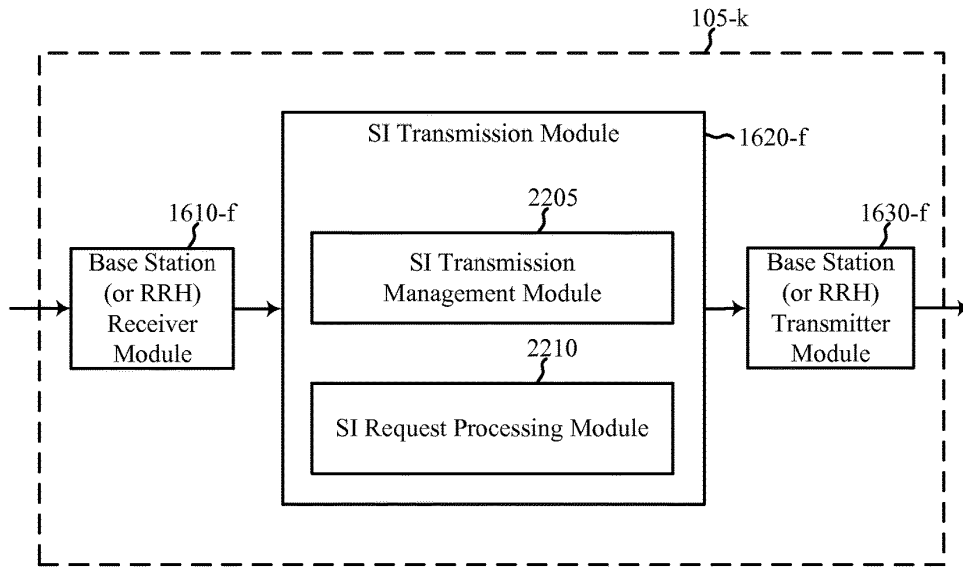 105-k
SI Transmission Module
1620-f
1610-f
Base Station
(or RRH)
Receiver
Module
2205
SI Transmission
Management Module
2210
SI Request Processing Module
1630-f
Base Station
(or RRH)
Transmitter
Module